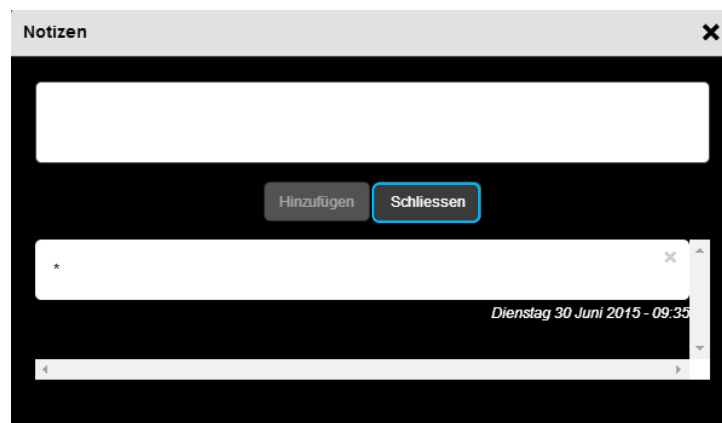 Notizen
Hinzufügen
Schliessen
*
Dienstag 30 Juni 2015 - 09:35